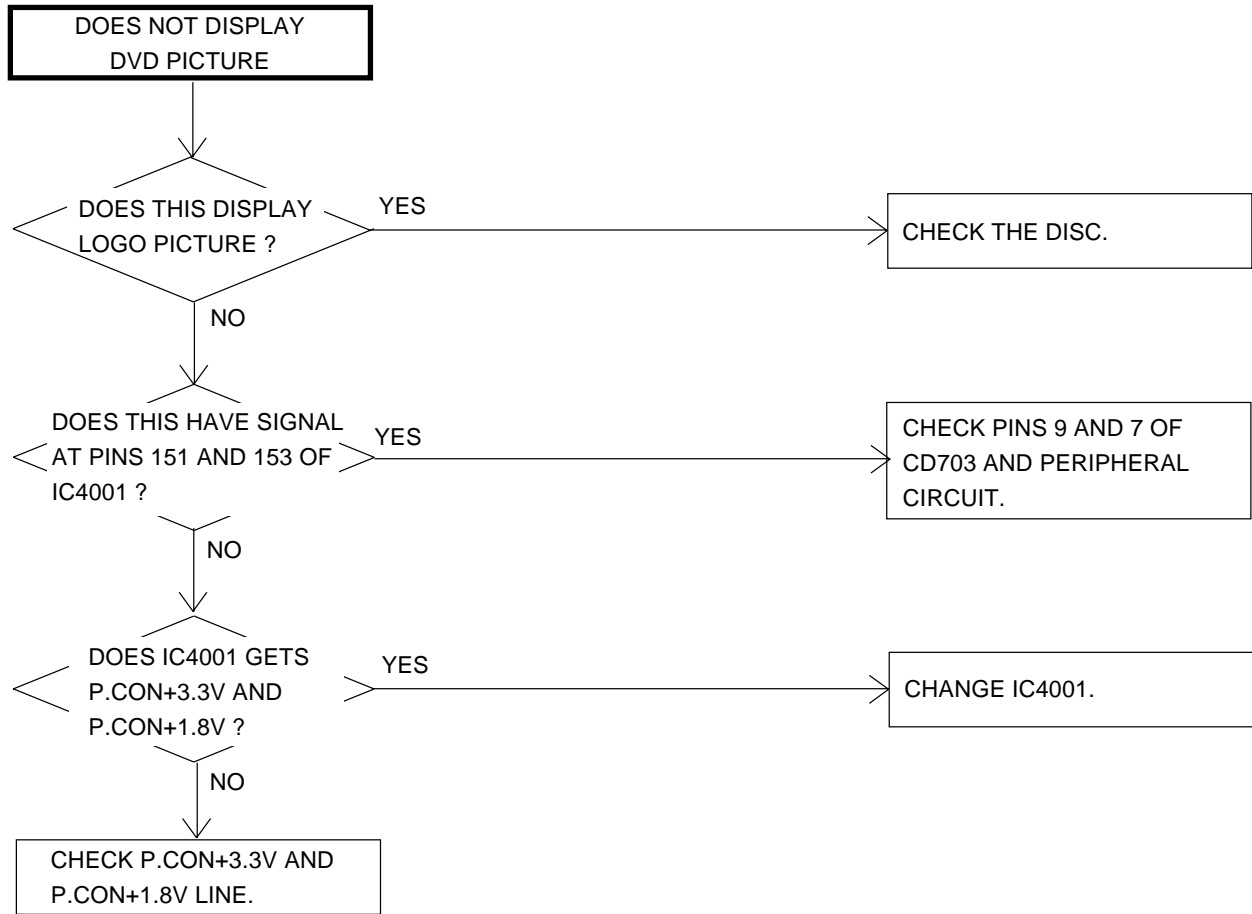 DOES NOT DISPLAY
DVD PICTURE
DOES THIS DISPLAY
LOGO PICTURE ?
YES
CHECK THE DISC.
NO
DOES THIS HAVE SIGNAL
AT PINS 151 AND 153 OF
IC4001 ?
YES
CHECK PINS 9 AND 7 OF
CD703 AND PERIPHERAL
CIRCUIT.
NO
DOES IC4001 GETS
P.CON+3.3V AND
P.CON+1.8V ?
YES
CHANGE IC4001.
NO
CHECK P.CON+3.3V AND
P.CON+1.8V LINE.